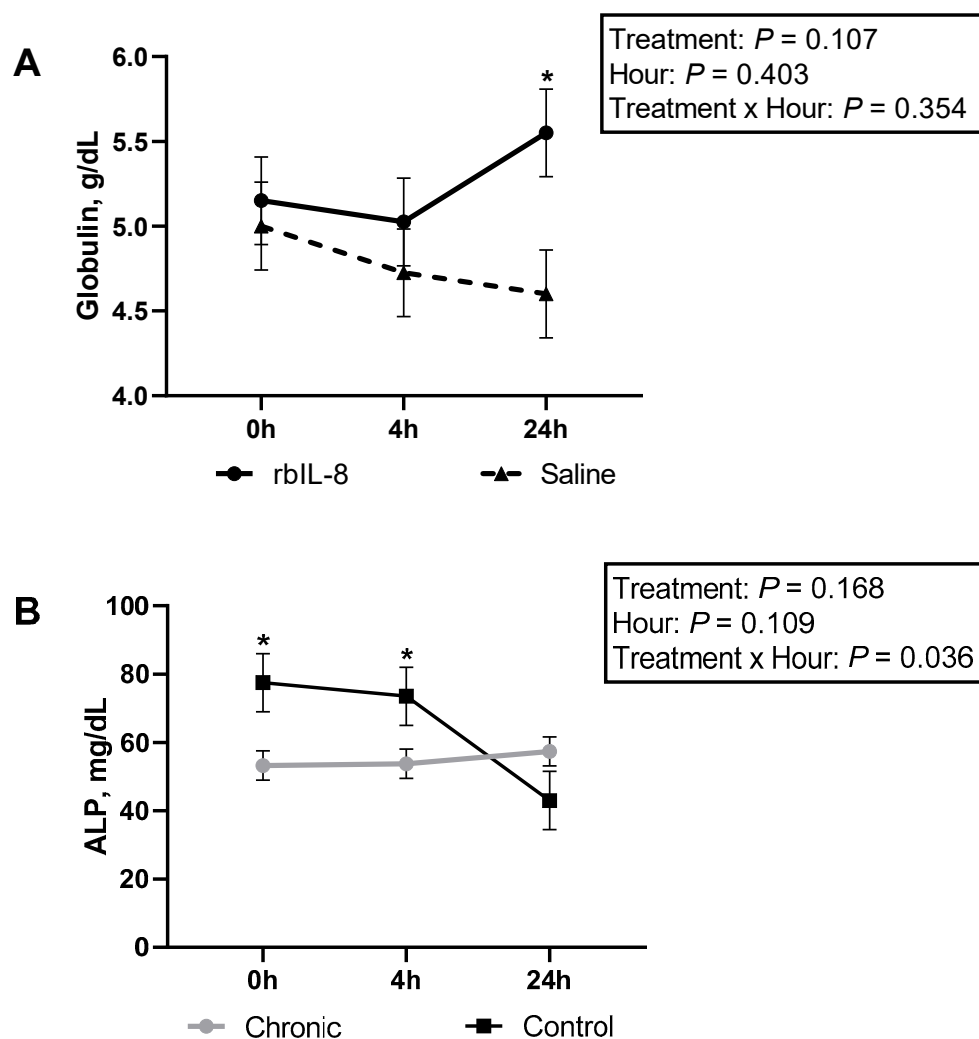 A
Globulin, g/dL
6.0
5.5
5.0
4.5
4.0
*
0h 4h 24h
rbIL-8 Saline
Treatment: P = 0.107
Hour: P = 0.403
Treatment x Hour: P = 0.354
B
ALP, mg/dL
100
80
60
40
20
0
* *
0h 4h 24h
Chronic Control
Treatment: P = 0.168
Hour: P = 0.109
Treatment x Hour: P = 0.036